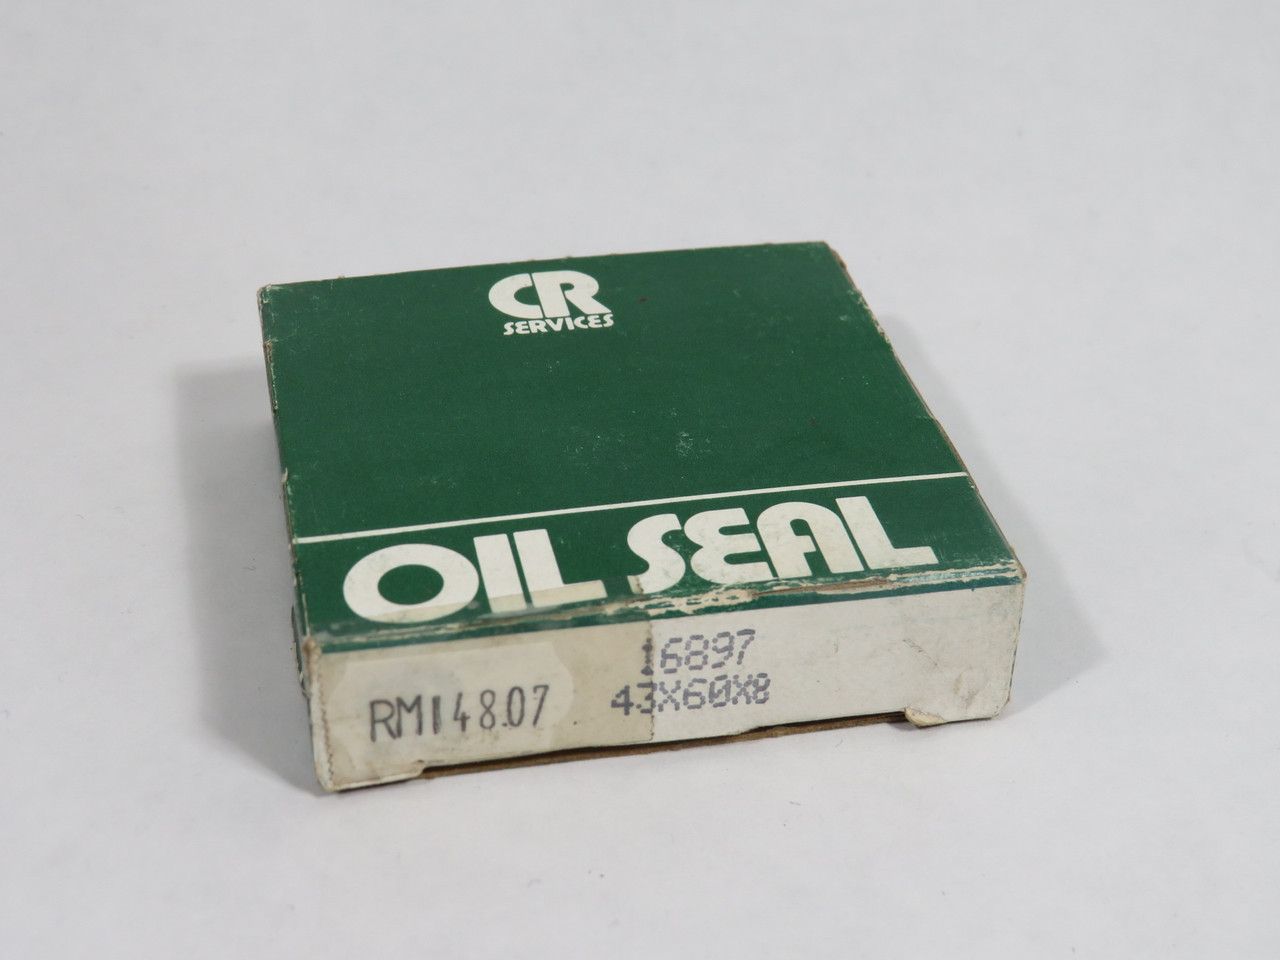 CR
SERVICES
OIL SEAL
16897
43X60X8
RM148.07